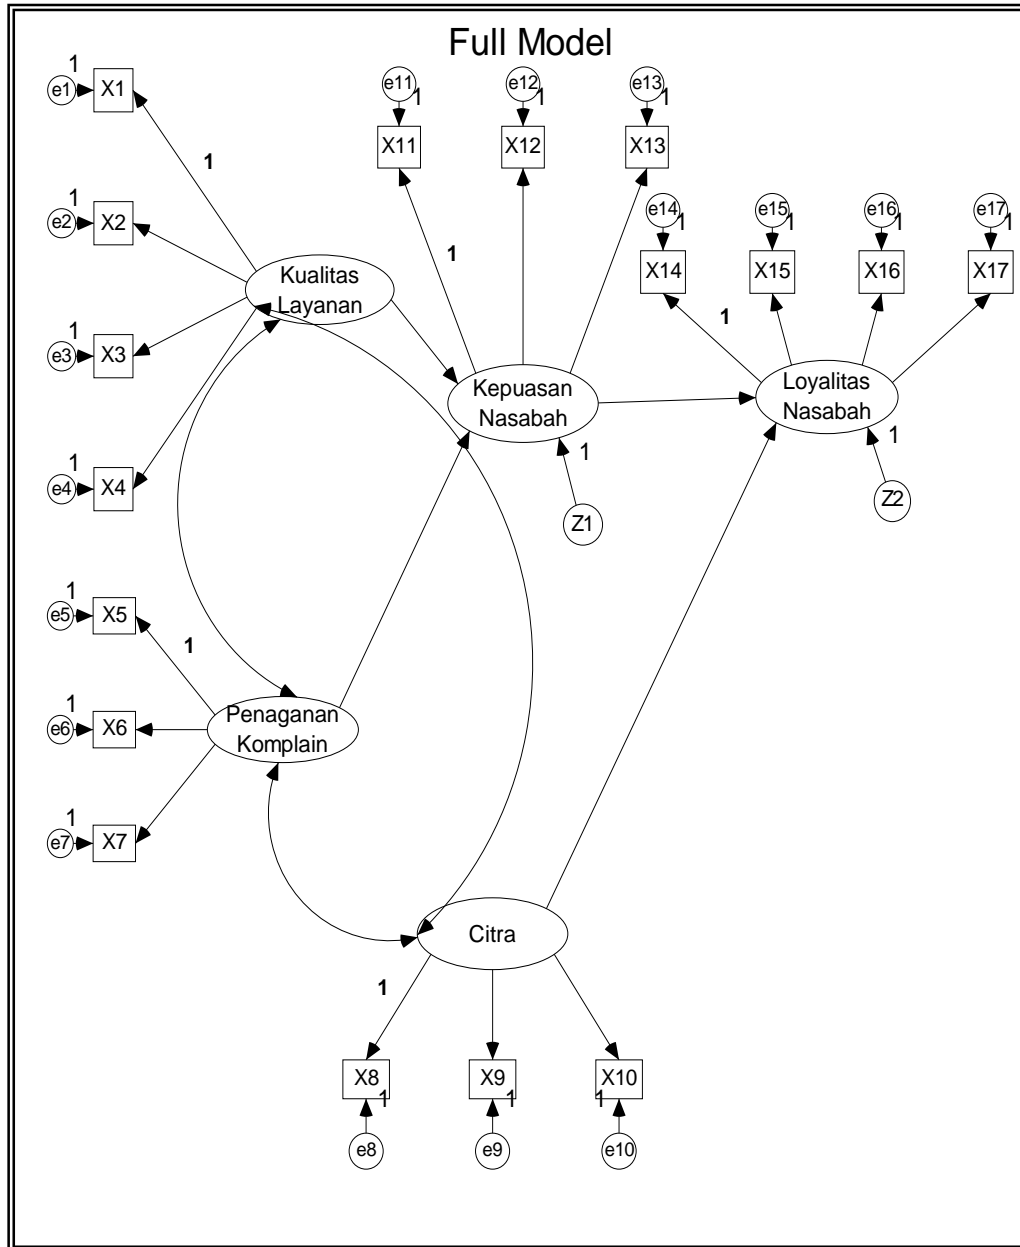 Full Model
1
e1
X1
1
1
e2
X2
1
e3
X3
1
e4
X4
Kualitas
Layanan
e11
1
X11
e12
1
X12
e13
1
X13
1
Kepuasan
Nasabah
1
Z1
e14
1
X14
e15
1
X15
e16
1
X16
e17
1
X17
1
Loyalitas
Nasabah
1
Z2
1
e5
X5
1
1
e6
X6
1
e7
X7
Penaganan
Komplain
Citra
1
X8
1
e8
X9
1
e9
X10
1
e10